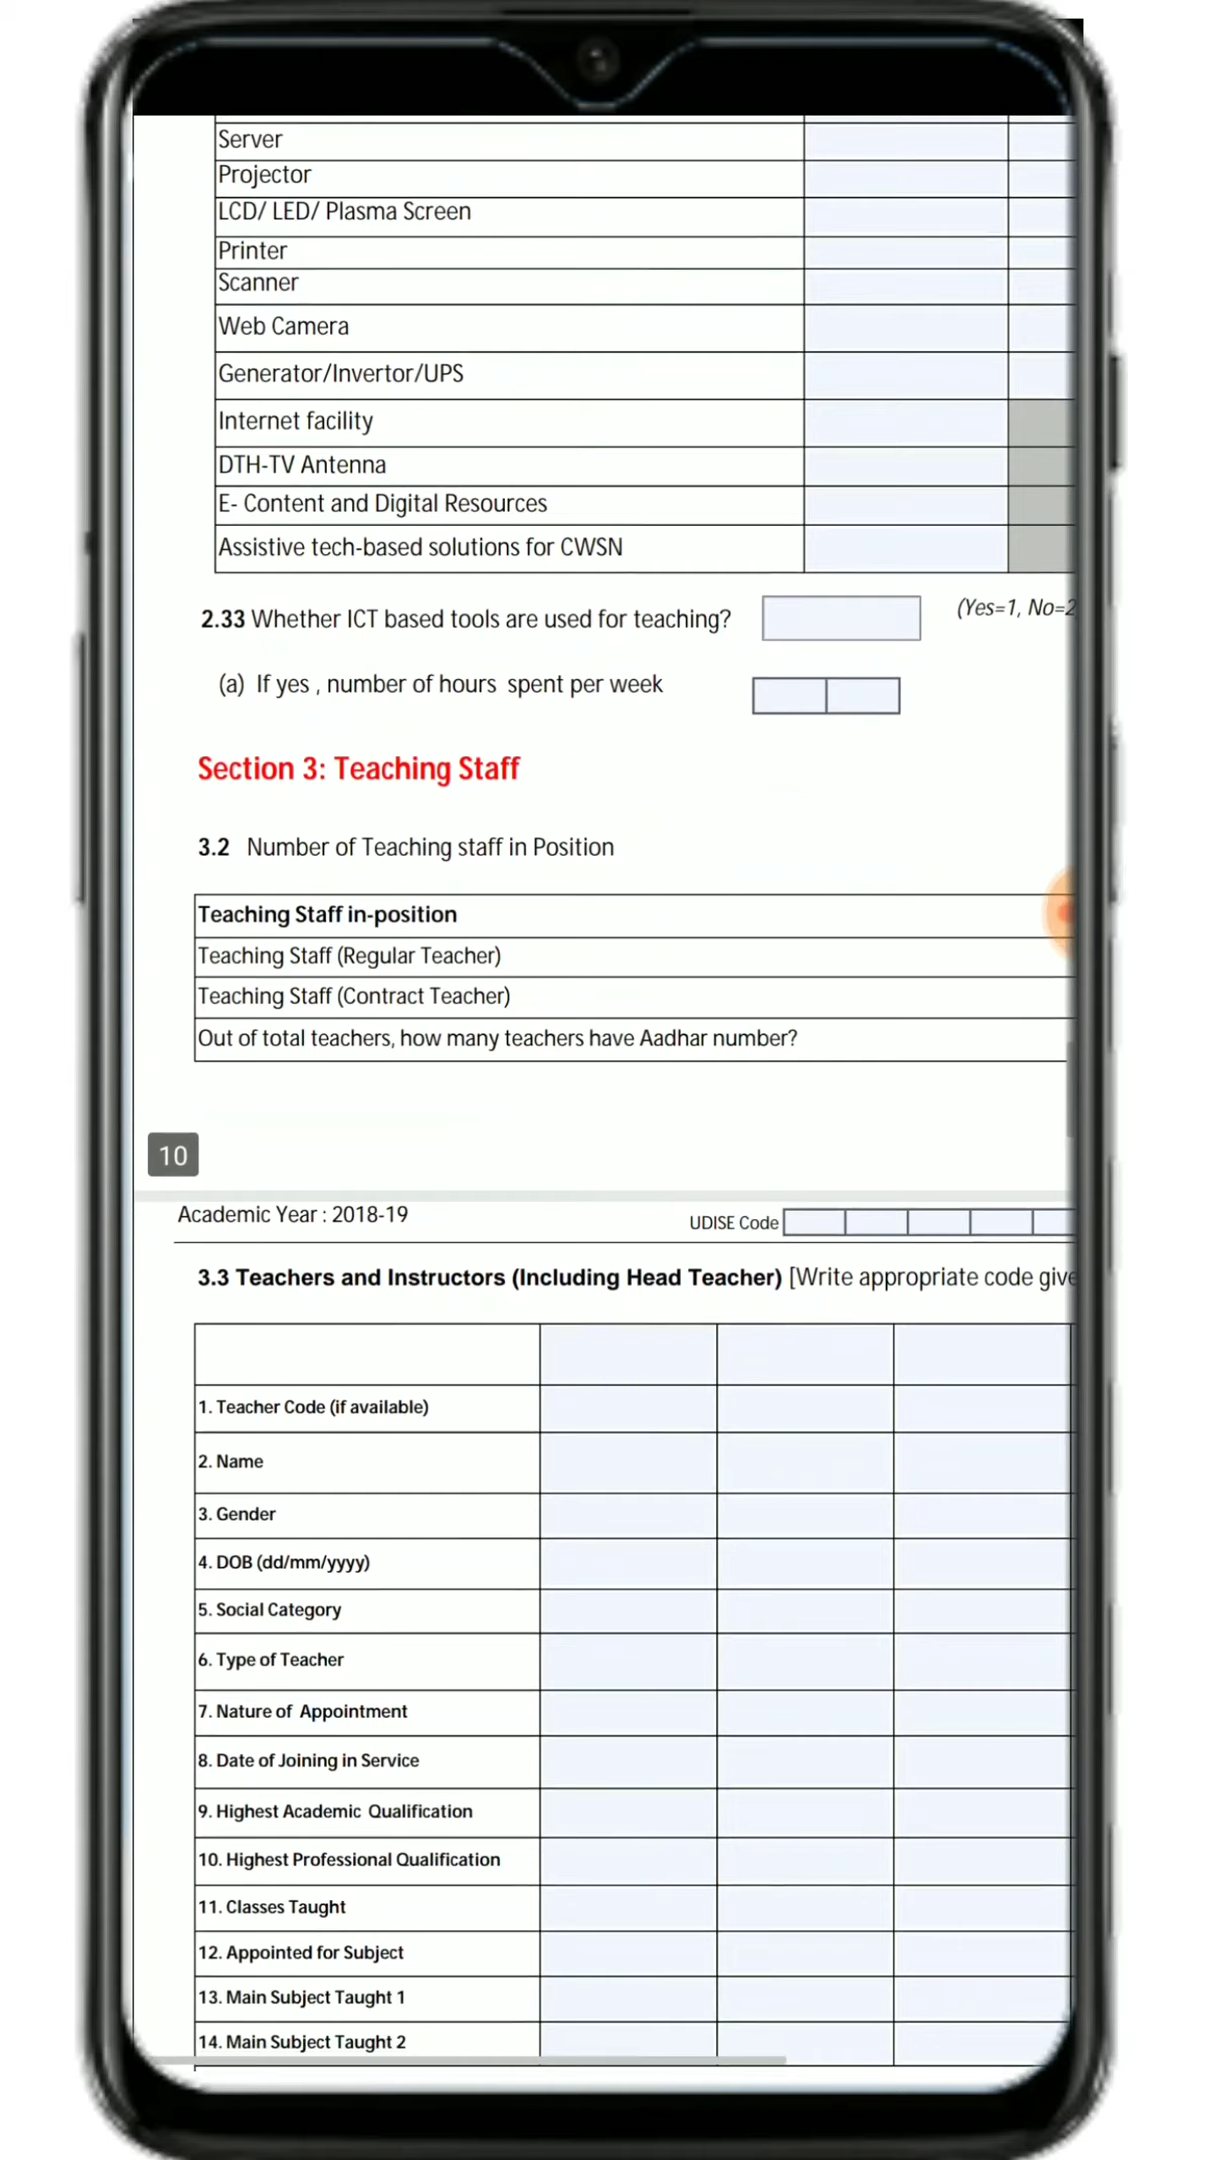 Server
Projector
LCD/ LED/ Plasma Screen
Printer
Scanner
Web Camera
Generator/Invertor/UPS
Internet facility
DTH-TV Antenna
E- Content and Digital Resources
Assistive tech-based solutions for CWSN
2.33 Whether ICT based tools are used for teaching? (Yes=1, No=2
(a) If yes , number of hours spent per week
Section 3: Teaching Staff
3.2 Number of Teaching staff in Position
Teaching Staff in-position
Teaching Staff (Regular Teacher)
Teaching Staff (Contract Teacher)
Out of total teachers, how many teachers have Aadhar number?
10
Academic Year : 2018-19 UDISE Code
3.3 Teachers and Instructors (Including Head Teacher) [Write appropriate code give
1. Teacher Code (if available)
2. Name
3. Gender
4. DOB (dd/mm/yyyy)
5. Social Category
6. Type of Teacher
7. Nature of Appointment
8. Date of Joining in Service
9. Highest Academic Qualification
10. Highest Professional Qualification
11. Classes Taught
12. Appointed for Subject
13. Main Subject Taught 1
14. Main Subject Taught 2